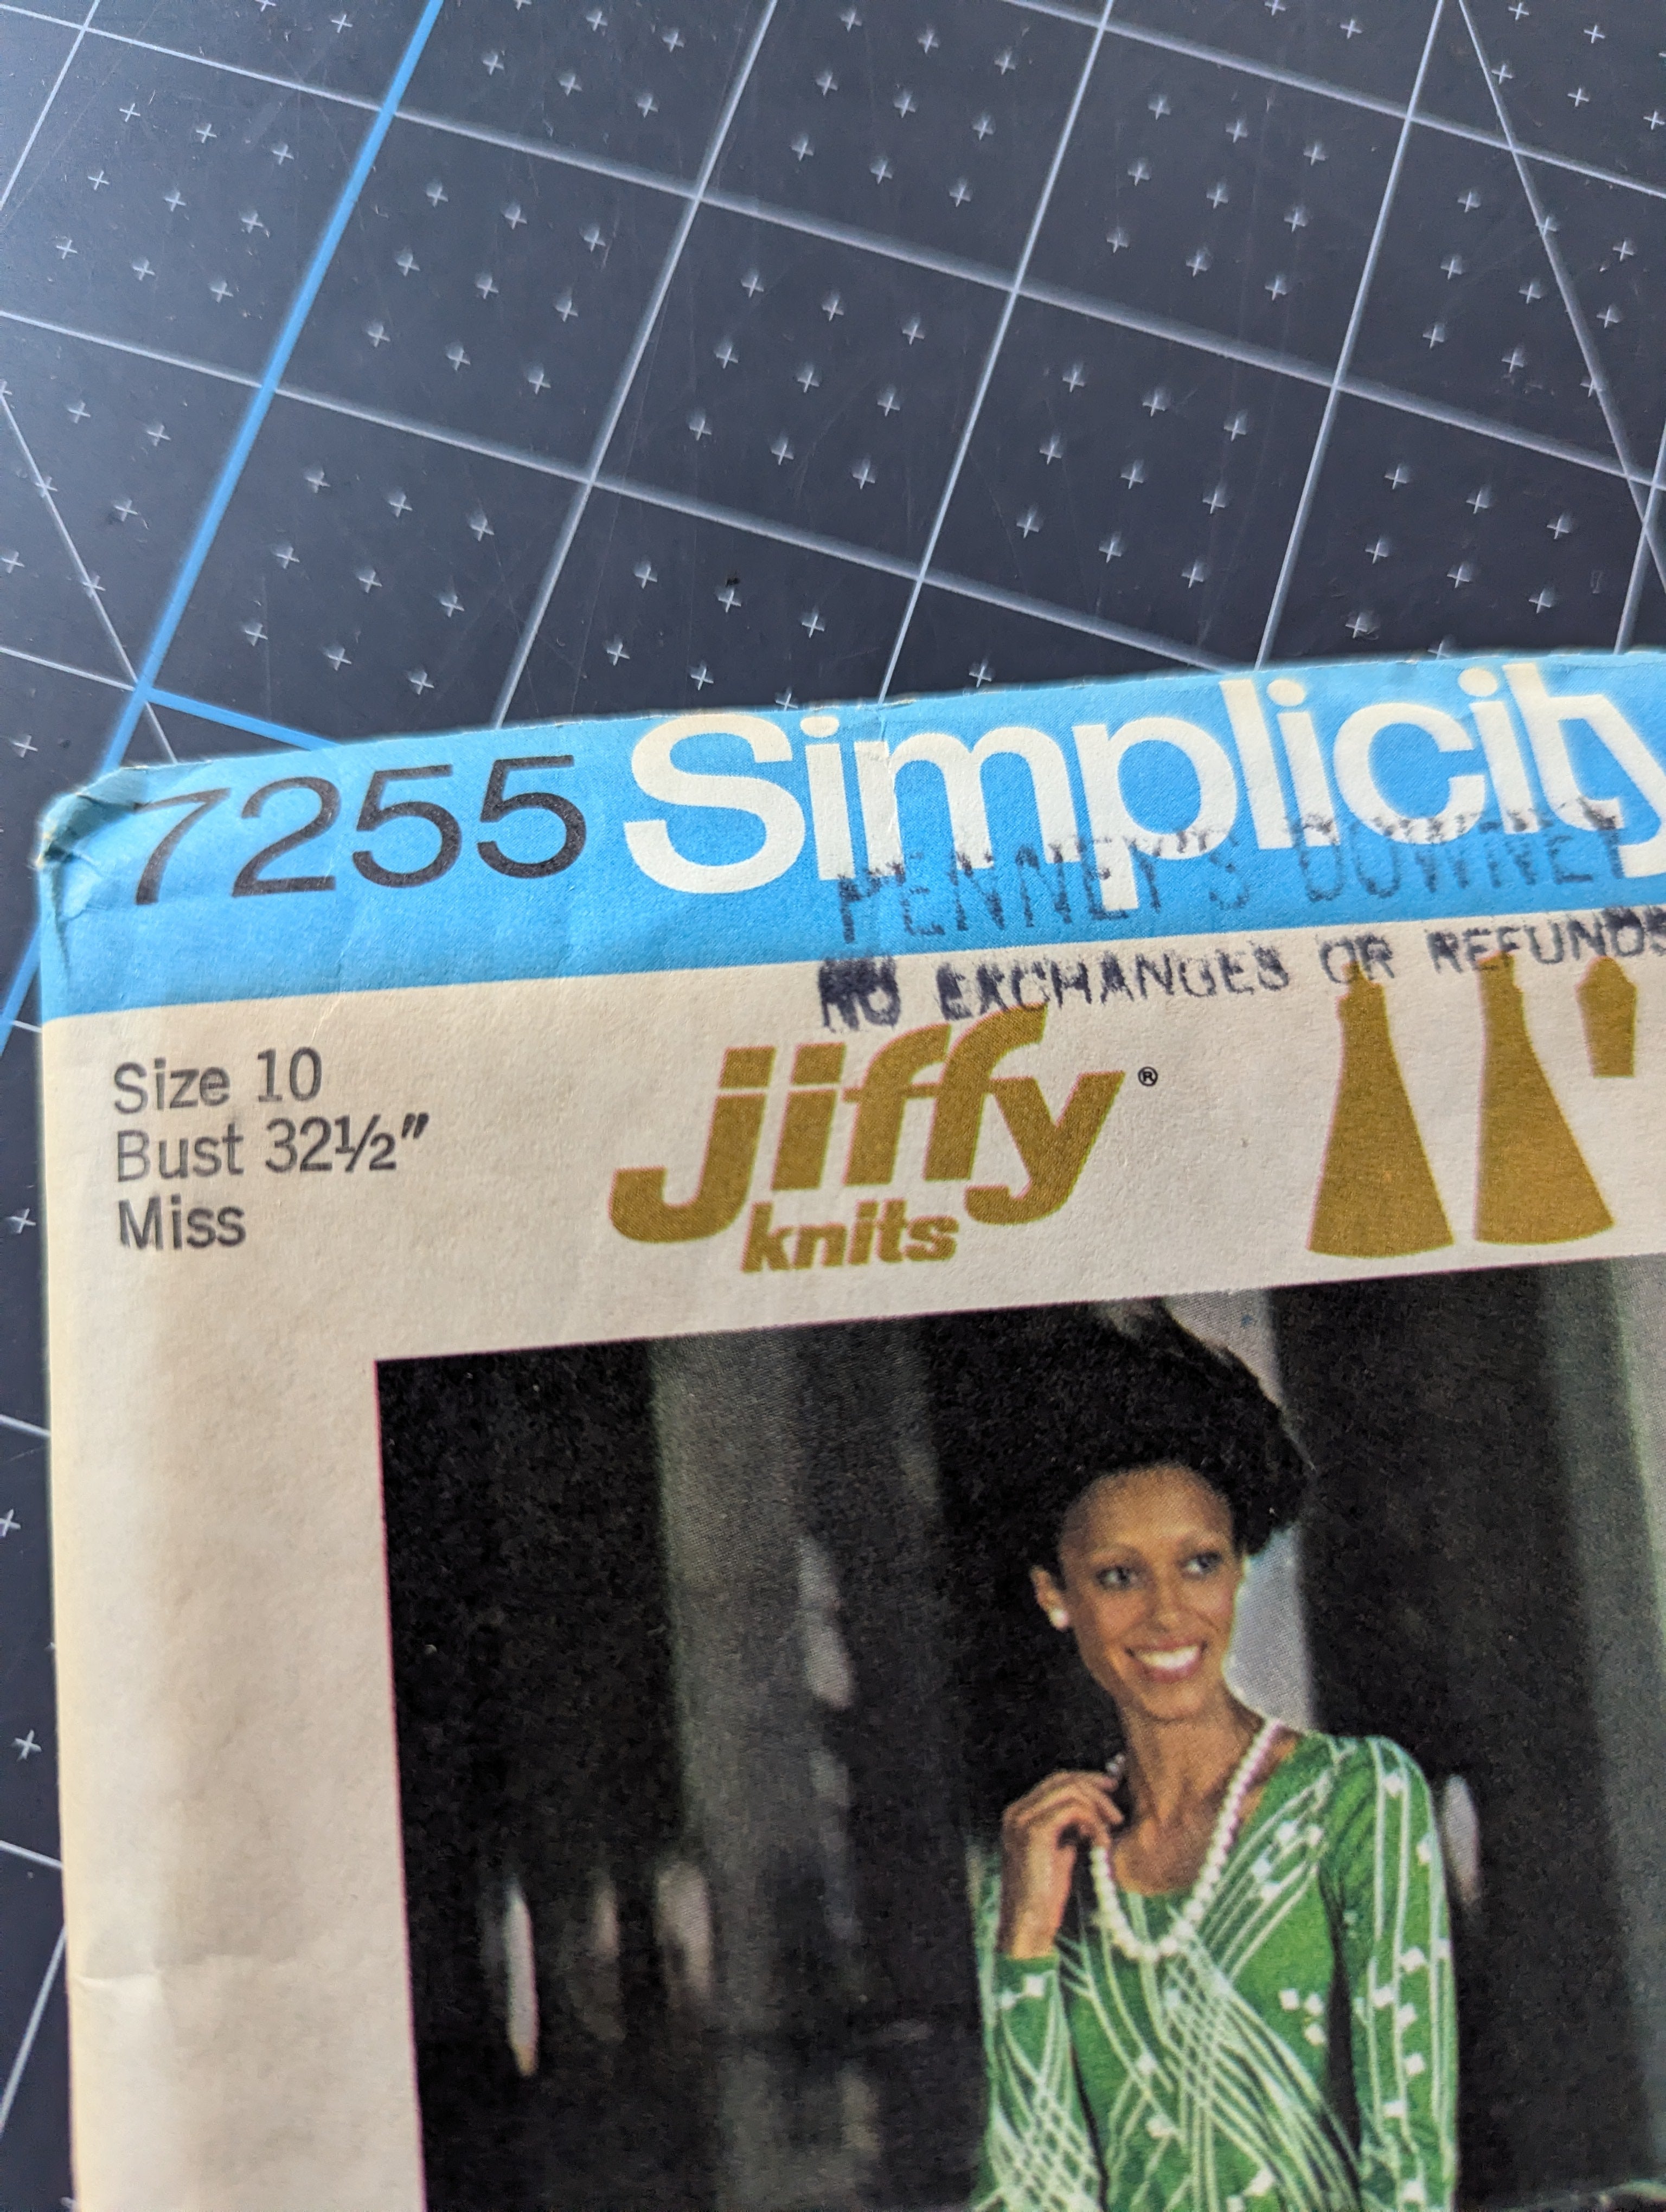 7255 Simplicity
PENNEY'S DOWNEY
NO EXCHANGES OR REFUNDS
Size 10
Bust 32½"
Miss
jiffy®
knits